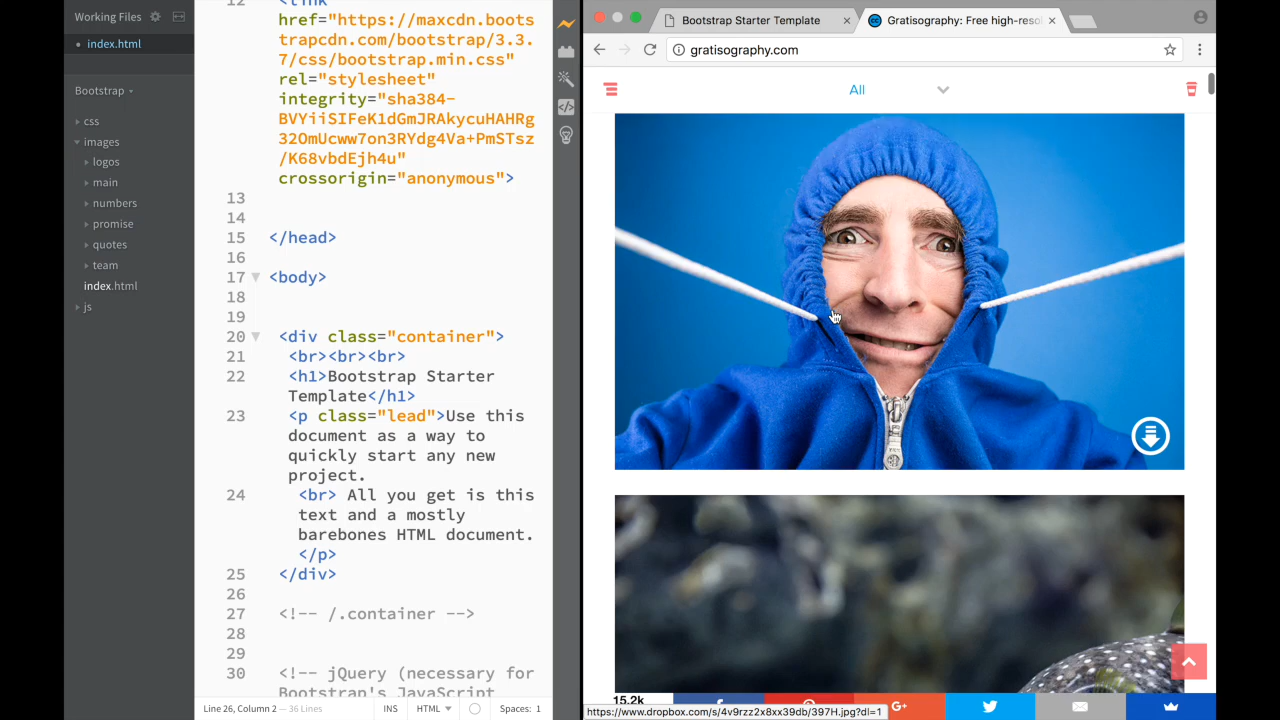 Working Files
index.html
Bootstrap
css
images
logos
main
numbers
promise
quotes
team
index.html
js
12
<link
href="https://maxcdn.boots
trapcdn.com/bootstrap/3.3.
7/css/bootstrap.min.css"
rel="stylesheet"
integrity="sha384-
BVYiiSIFeK1dGmJRAkycuHAHRg
32OmUcww7on3RYdg4Va+PmSTsz
/K68vbdEjh4u"
crossorigin="anonymous">
13
14
15 </head>
16
17 <body>
18
19
20 <div class="container">
21 <br><br><br>
22 <h1>Bootstrap Starter
Template</h1>
23 <p class="lead">Use this
document as a way to
quickly start any new
project.
24 <br> All you get is this
text and a mostly
barebones HTML document.
</p>
25 </div>
26
27 <!-- /.container -->
28
29
30 <!-- jQuery (necessary for
Bootstrap's JavaScript
Line 26, Column 2 — 36 Lines
INS
HTML
Spaces: 1
Bootstrap Starter Template
Gratisography: Free high-reso
gratisography.com
All
15.2k
G+
https://www.dropbox.com/s/4v9rzz2x8xx39db/397H.jpg?dl=1